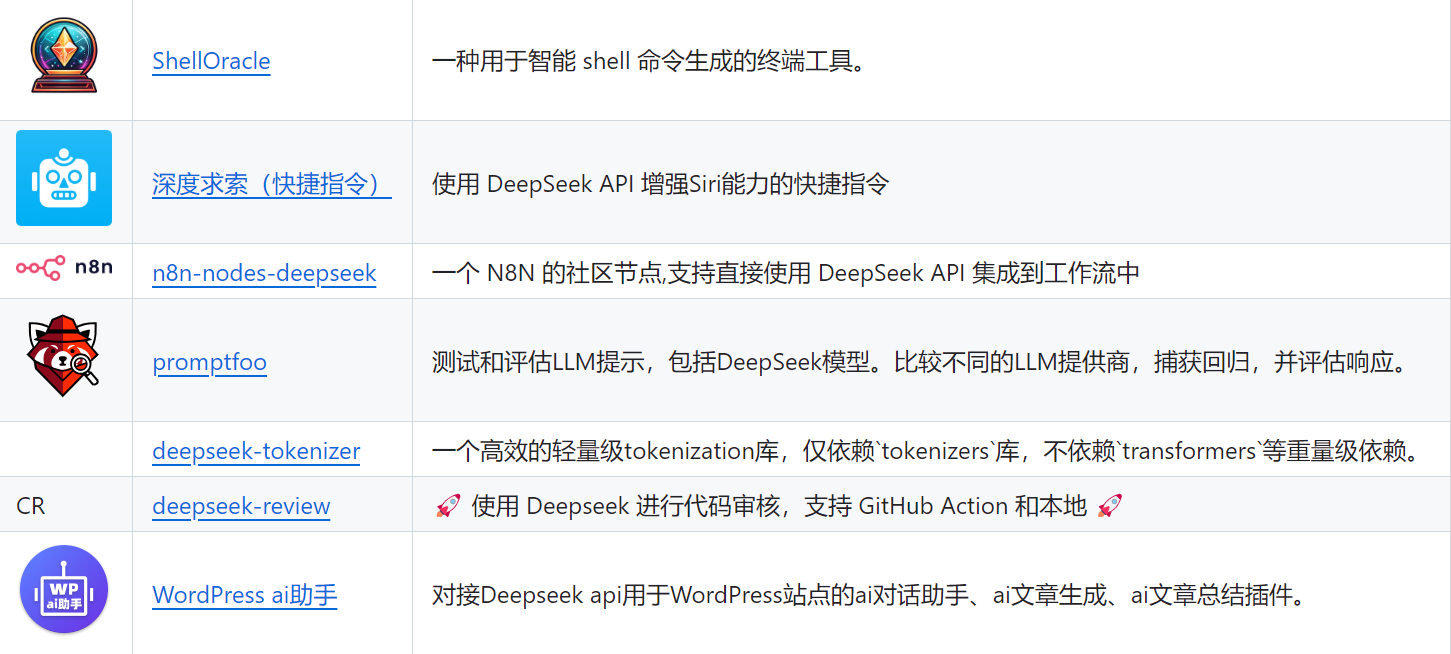 ShellOracle 一种用于智能 shell 命令生成的终端工具。
深度求索（快捷指令） 使用 DeepSeek API 增强Siri能力的快捷指令
n8n n8n-nodes-deepseek 一个 N8N 的社区节点,支持直接使用 DeepSeek API 集成到工作流中
promptfoo 测试和评估LLM提示，包括DeepSeek模型。比较不同的LLM提供商，捕获回归，并评估响应。
deepseek-tokenizer 一个高效的轻量级tokenization库，仅依赖`tokenizers`库，不依赖`transformers`等重量级依赖。
CR deepseek-review 🚀 使用 Deepseek 进行代码审核，支持 GitHub Action 和本地 🚀
WP
ai助手
WordPress ai助手 对接Deepseek api用于WordPress站点的ai对话助手、ai文章生成、ai文章总结插件。